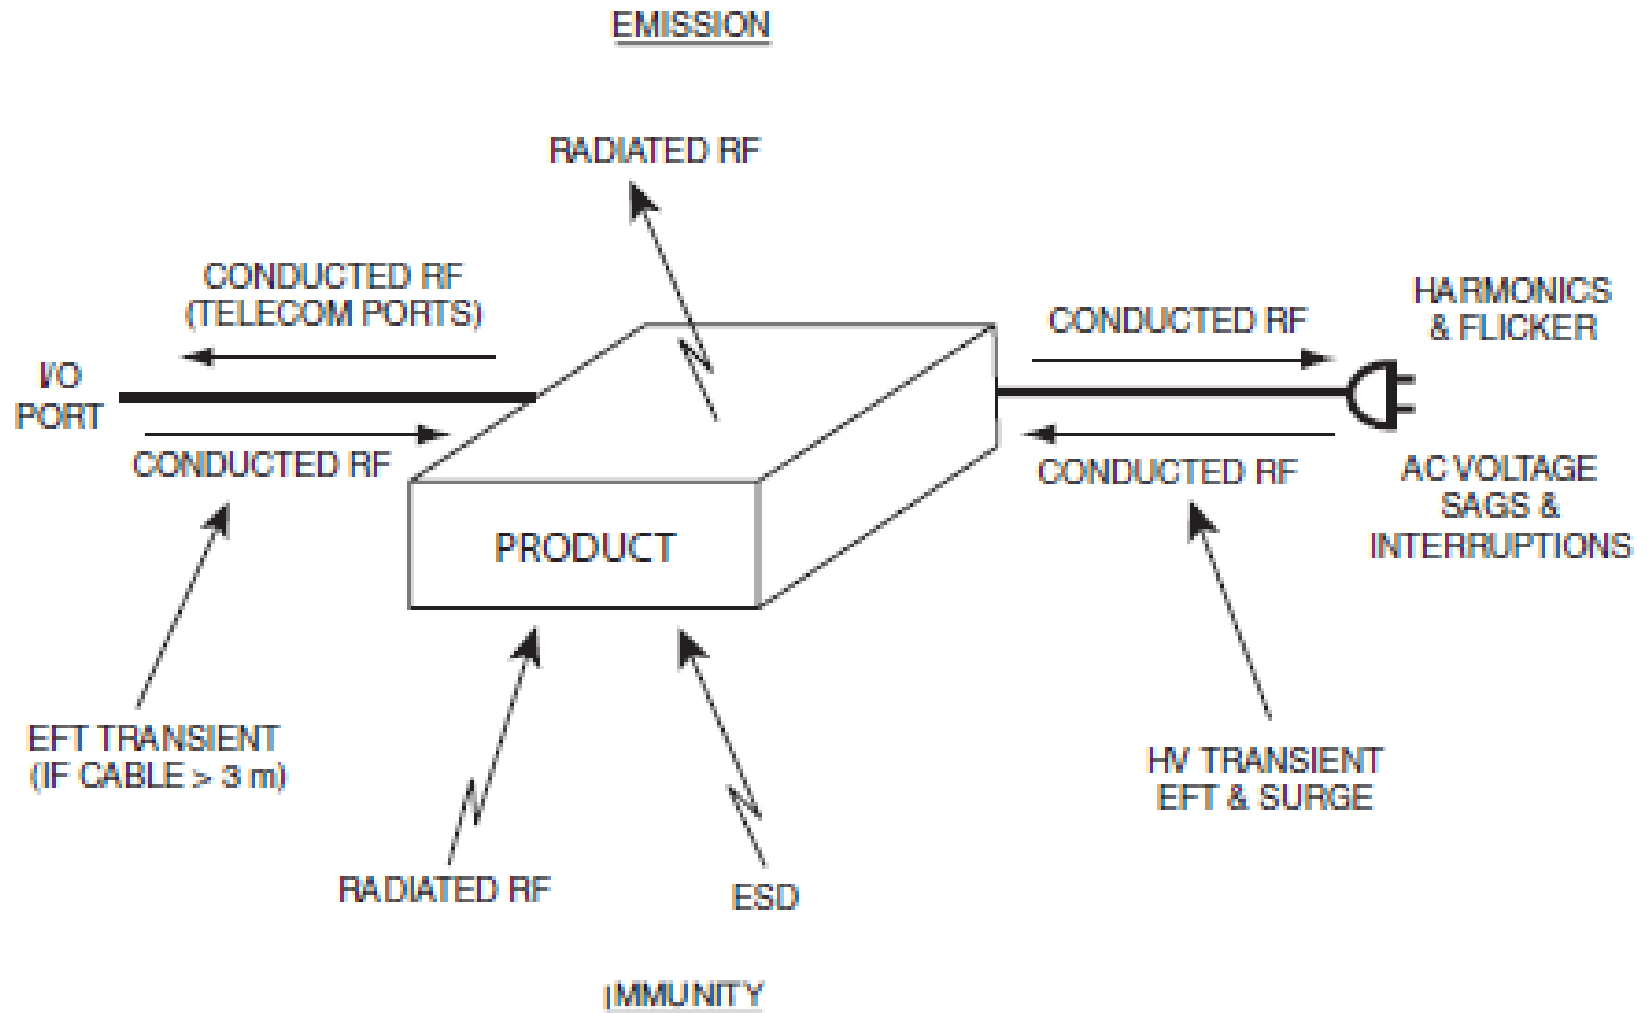 EMISSION
RADIATED RF
CONDUCTED RF
(TELECOM PORTS)
I/O
PORT
CONDUCTED RF
CONDUCTED RF
HARMONICS
& FLICKER
CONDUCTED RF
AC VOLTAGE
SAGS &
INTERRUPTIONS
PRODUCT
EFT TRANSIENT
(IF CABLE > 3 m)
HV TRANSIENT
EFT & SURGE
RADIATED RF
ESD
IMMUNITY